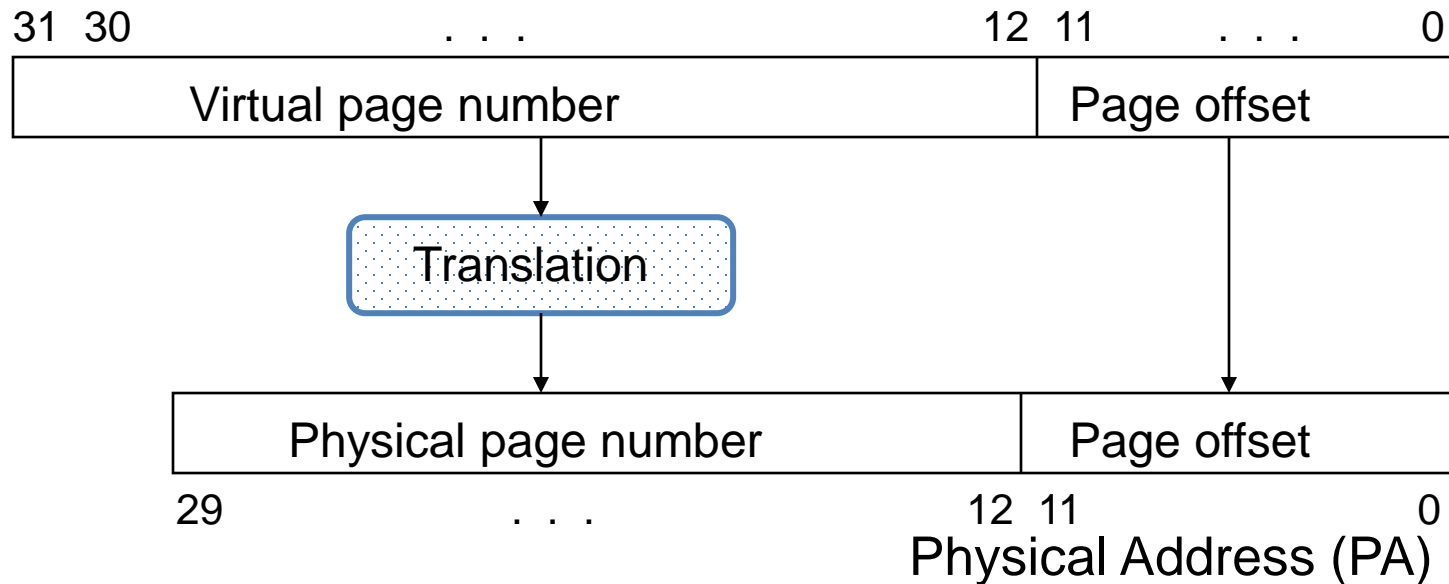 31 30 . . . 12 11 . . . 0
Virtual page number Page offset
Translation
Physical page number Page offset
29 . . . 12 11 0
Physical Address (PA)